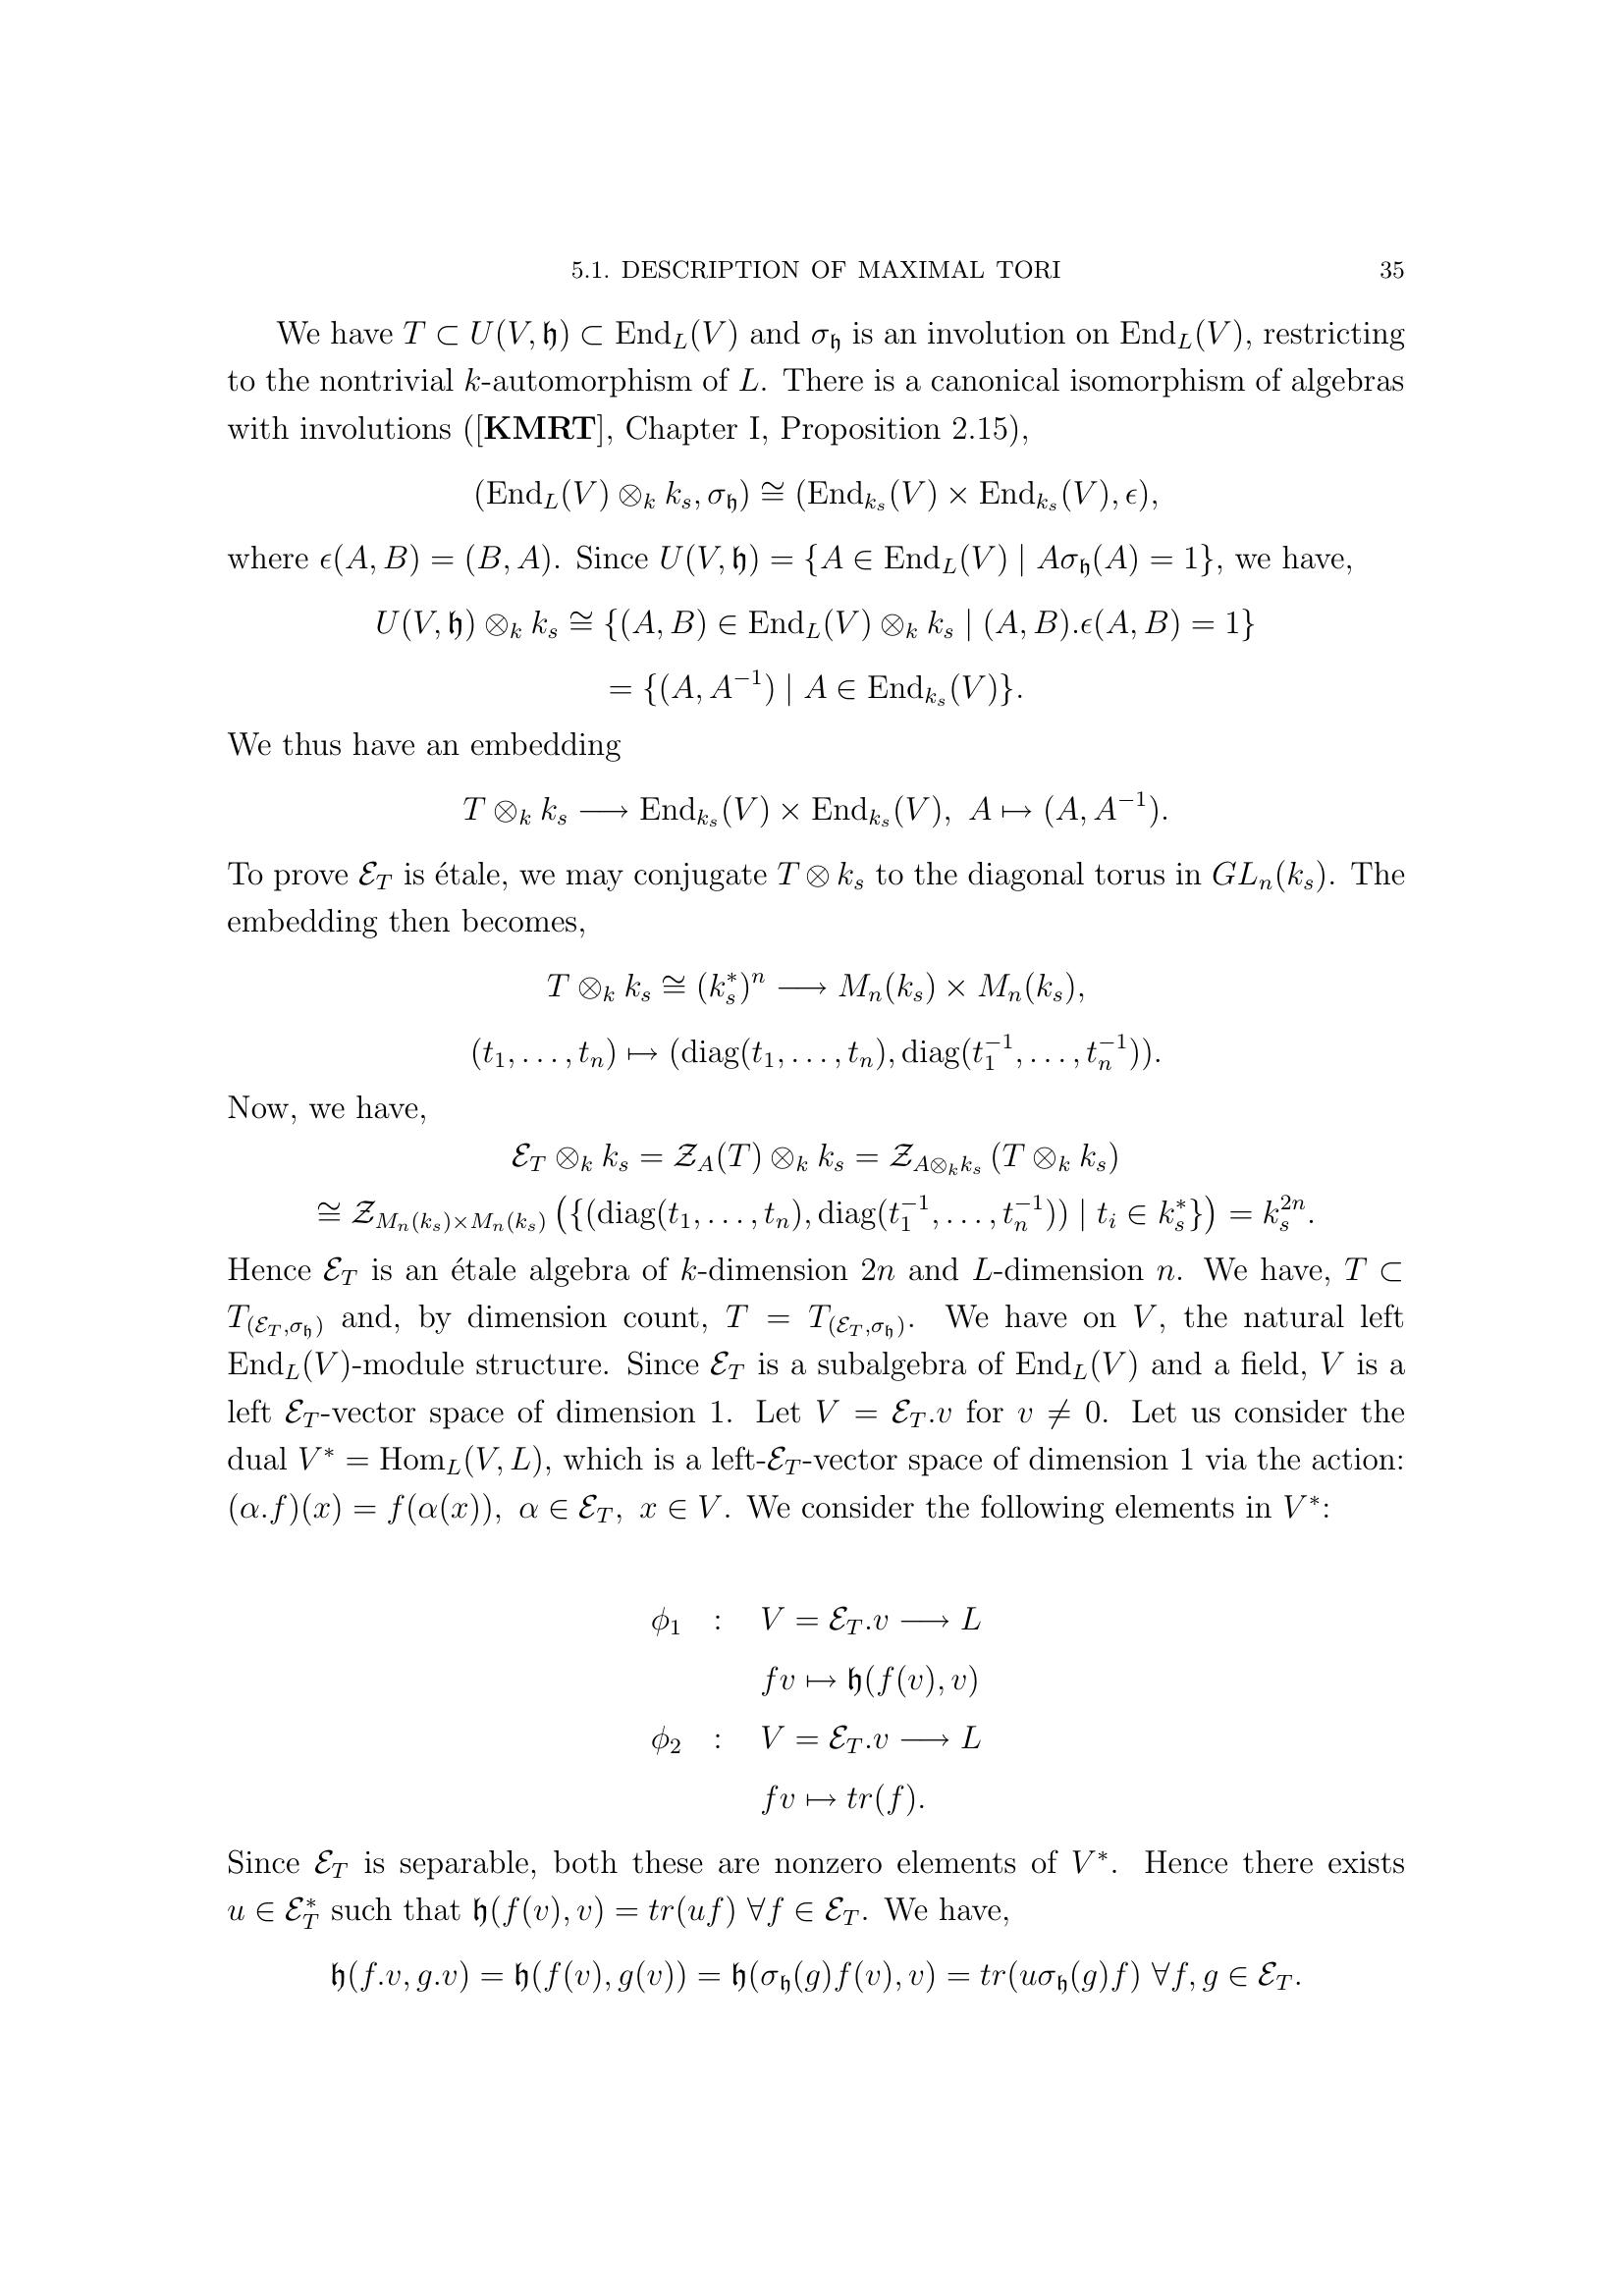 5.1. DESCRIPTION OF MAXIMAL TORI 35
We have $T \subset U(V, \mathfrak{h}) \subset \mathrm{End}_L(V)$ and $\sigma_{\mathfrak{h}}$ is an involution on $\mathrm{End}_L(V)$, restricting
to the nontrivial $k$-automorphism of $L$. There is a canonical isomorphism of algebras
with involutions ([**KMRT**], Chapter I, Proposition 2.15),
$(\mathrm{End}_L(V) \otimes_k k_s, \sigma_{\mathfrak{h}}) \cong (\mathrm{End}_{k_s}(V) \times \mathrm{End}_{k_s}(V), \epsilon),$
where $\epsilon(A, B) = (B, A)$. Since $U(V, \mathfrak{h}) = \{A \in \mathrm{End}_L(V) \mid A\sigma_{\mathfrak{h}}(A) = 1\}$, we have,
$U(V, \mathfrak{h}) \otimes_k k_s \cong \{(A, B) \in \mathrm{End}_L(V) \otimes_k k_s \mid (A, B).\epsilon(A, B) = 1\}$
$= \{(A, A^{-1}) \mid A \in \mathrm{End}_{k_s}(V)\}.$
We thus have an embedding
$T \otimes_k k_s \longrightarrow \mathrm{End}_{k_s}(V) \times \mathrm{End}_{k_s}(V),\ A \mapsto (A, A^{-1}).$
To prove $\mathcal{E}_T$ is étale, we may conjugate $T \otimes k_s$ to the diagonal torus in $GL_n(k_s)$. The
embedding then becomes,
$T \otimes_k k_s \cong (k_s^*)^n \longrightarrow M_n(k_s) \times M_n(k_s),$
$(t_1, \ldots, t_n) \mapsto (\mathrm{diag}(t_1, \ldots, t_n), \mathrm{diag}(t_1^{-1}, \ldots, t_n^{-1})).$
Now, we have,
$\mathcal{E}_T \otimes_k k_s = \mathcal{Z}_A(T) \otimes_k k_s = \mathcal{Z}_{A \otimes_k k_s}(T \otimes_k k_s)$
$\cong \mathcal{Z}_{M_n(k_s) \times M_n(k_s)}\left(\{(\mathrm{diag}(t_1, \ldots, t_n), \mathrm{diag}(t_1^{-1}, \ldots, t_n^{-1})) \mid t_i \in k_s^*\}\right) = k_s^{2n}.$
Hence $\mathcal{E}_T$ is an étale algebra of $k$-dimension $2n$ and $L$-dimension $n$. We have, $T \subset$
$T_{(\mathcal{E}_T, \sigma_{\mathfrak{h}})}$ and, by dimension count, $T = T_{(\mathcal{E}_T, \sigma_{\mathfrak{h}})}$. We have on $V$, the natural left
$\mathrm{End}_L(V)$-module structure. Since $\mathcal{E}_T$ is a subalgebra of $\mathrm{End}_L(V)$ and a field, $V$ is a
left $\mathcal{E}_T$-vector space of dimension 1. Let $V = \mathcal{E}_T.v$ for $v \neq 0$. Let us consider the
dual $V^* = \mathrm{Hom}_L(V, L)$, which is a left-$\mathcal{E}_T$-vector space of dimension 1 via the action:
$(\alpha.f)(x) = f(\alpha(x)),\ \alpha \in \mathcal{E}_T,\ x \in V$. We consider the following elements in $V^*$:
$\phi_1 \ : \ V = \mathcal{E}_T.v \longrightarrow L$
$fv \mapsto \mathfrak{h}(f(v), v)$
$\phi_2 \ : \ V = \mathcal{E}_T.v \longrightarrow L$
$fv \mapsto tr(f).$
Since $\mathcal{E}_T$ is separable, both these are nonzero elements of $V^*$. Hence there exists
$u \in \mathcal{E}_T^*$ such that $\mathfrak{h}(f(v), v) = tr(uf)\ \forall f \in \mathcal{E}_T$. We have,
$\mathfrak{h}(f.v, g.v) = \mathfrak{h}(f(v), g(v)) = \mathfrak{h}(\sigma_{\mathfrak{h}}(g)f(v), v) = tr(u\sigma_{\mathfrak{h}}(g)f)\ \forall f, g \in \mathcal{E}_T.$